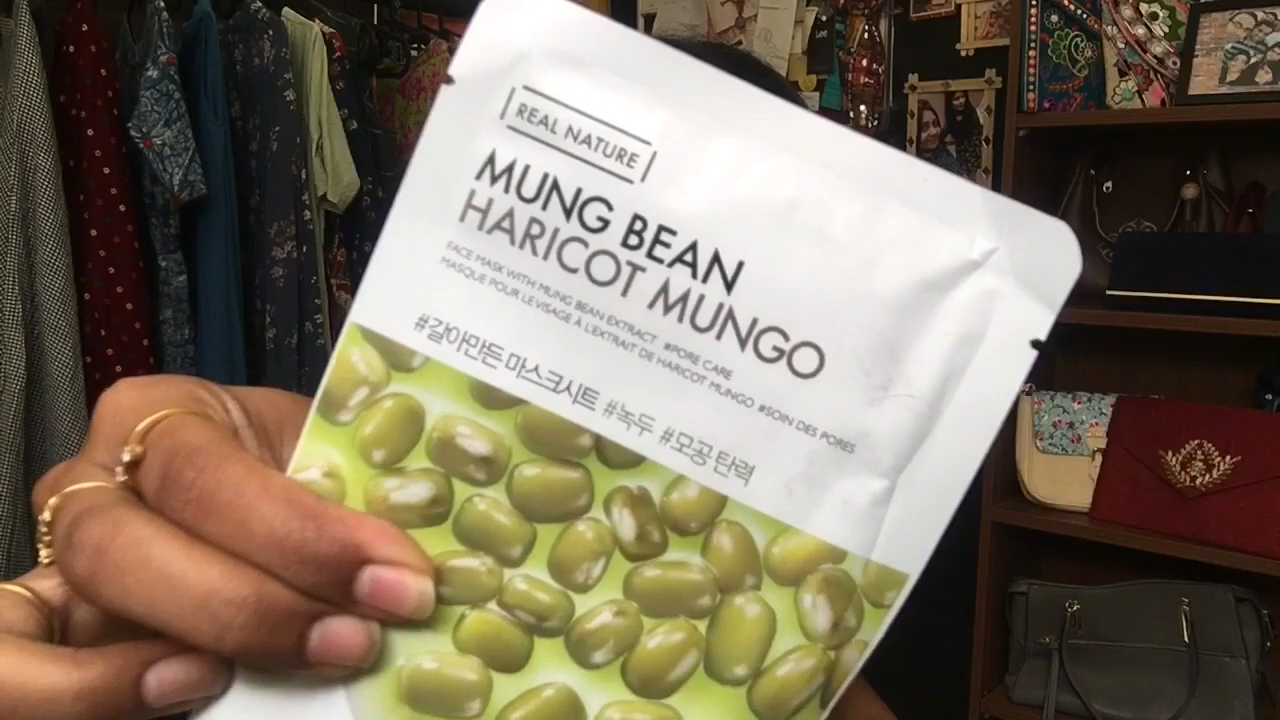 REAL NATURE
MUNG BEAN
HARICOT MUNGO
FACE MASK WITH MUNG BEAN EXTRACT #PORE CARE
MASQUE POUR LE VISAGE À L'EXTRAIT DE HARICOT MUNGO #SOIN DES PORES
#갈아만든 마스크시트 #녹두 #모공 탄력
Lee